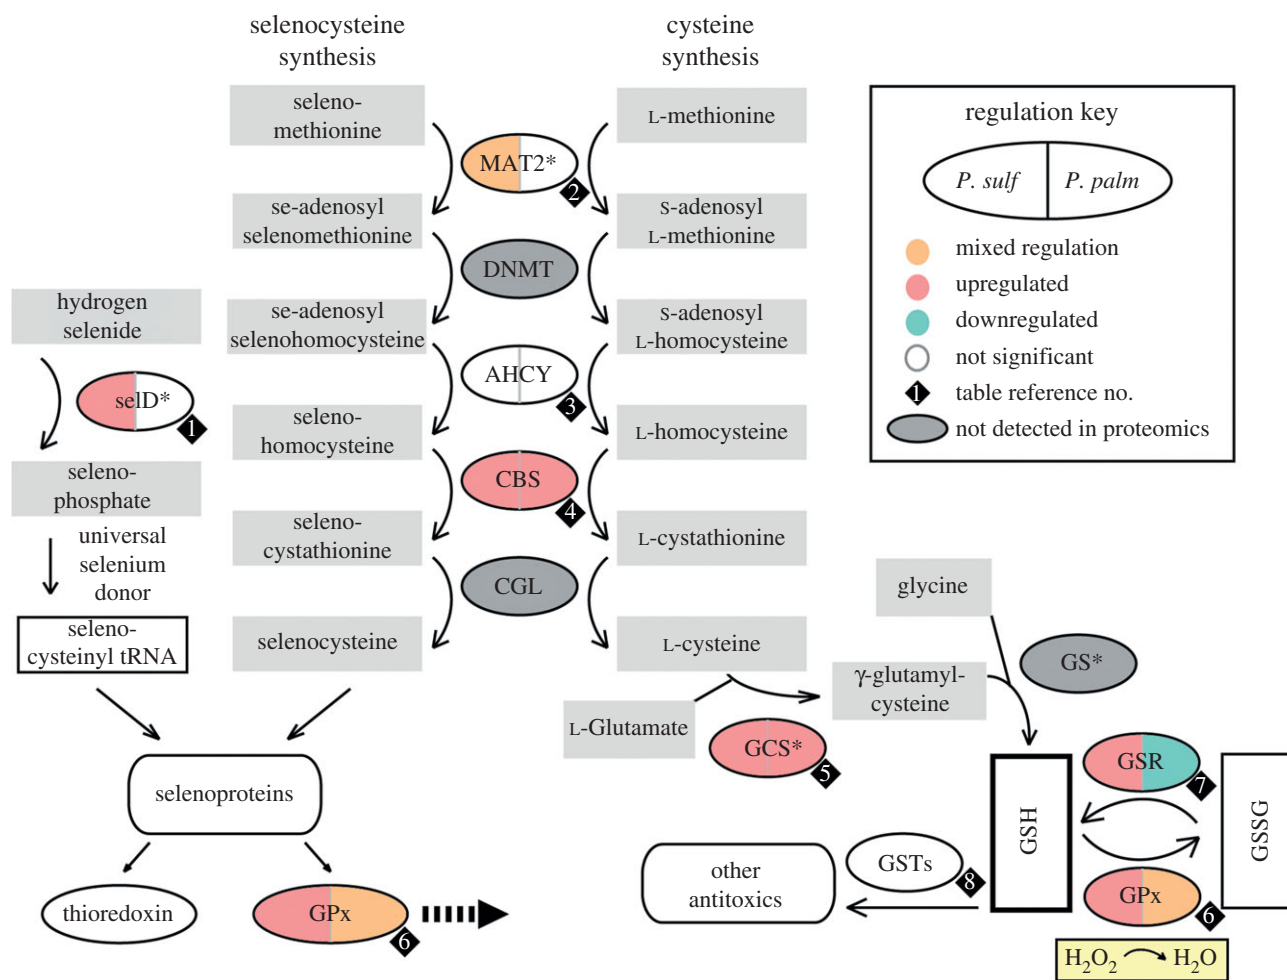 selenocysteine
synthesis
cysteine
synthesis
seleno-
methionine
L-methionine
MAT2*
2
se-adenosyl
selenomethionine
S-adenosyl
L-methionine
DNMT
hydrogen
selenide
se-adenosyl
selenohomocysteine
S-adenosyl
L-homocysteine
selD*
1
AHCY
3
seleno-
homocysteine
L-homocysteine
seleno-
phosphate
CBS
4
universal
selenium
donor
seleno-
cystathionine
L-cystathionine
CGL
seleno-
cysteinyl tRNA
selenocysteine
L-cysteine
regulation key
P. sulf
P. palm
mixed regulation
upregulated
downregulated
not significant
1
table reference no.
not detected in proteomics
glycine
GS*
γ-glutamyl-
cysteine
L-Glutamate
GCS*
5
selenoproteins
thioredoxin
GPx
6
other
antitoxics
GSTs
8
GSH
GSR
7
GSSG
GPx
6
H₂O₂ H₂O